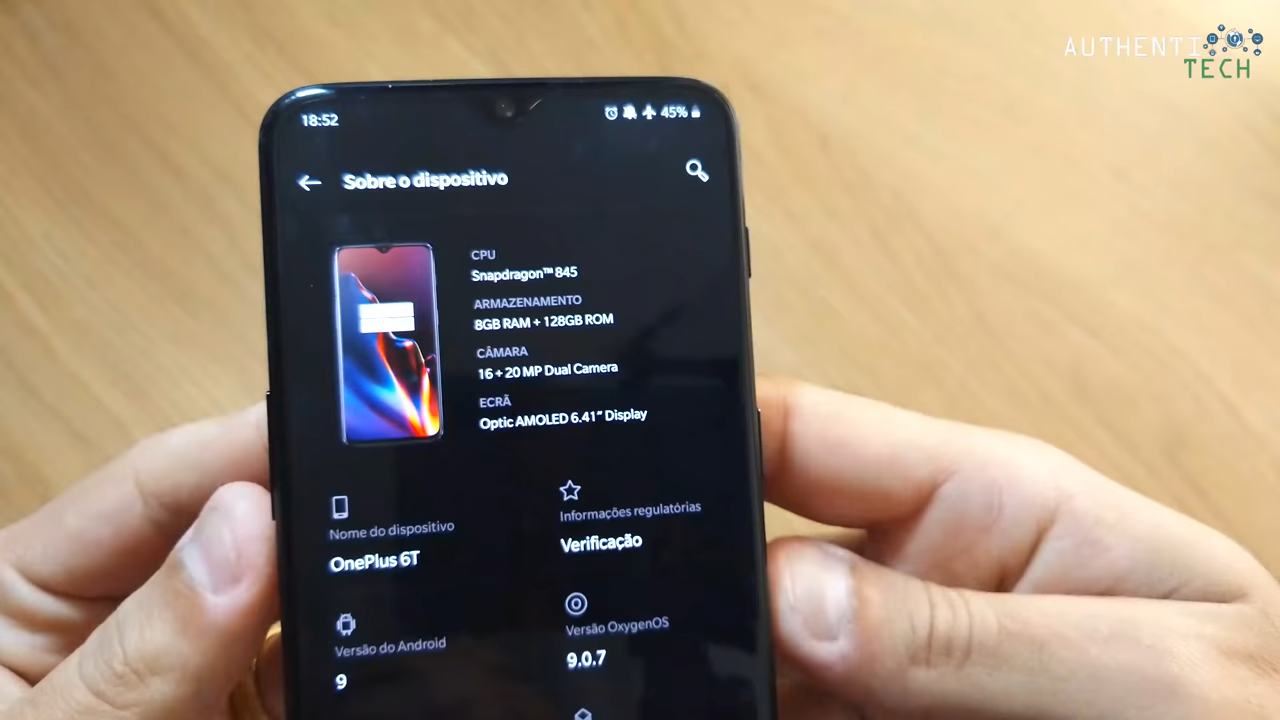 AUTHENTI
TECH
18:52
45%
Sobre o dispositivo
CPU
Snapdragon™ 845
ARMAZENAMENTO
8GB RAM + 128GB ROM
CÂMARA
16 + 20 MP Dual Camera
ECRÃ
Optic AMOLED 6.41” Display
Nome do dispositivo
OnePlus 6T
Informações regulatórias
Verificação
Versão do Android
9
Versão OxygenOS
9.0.7